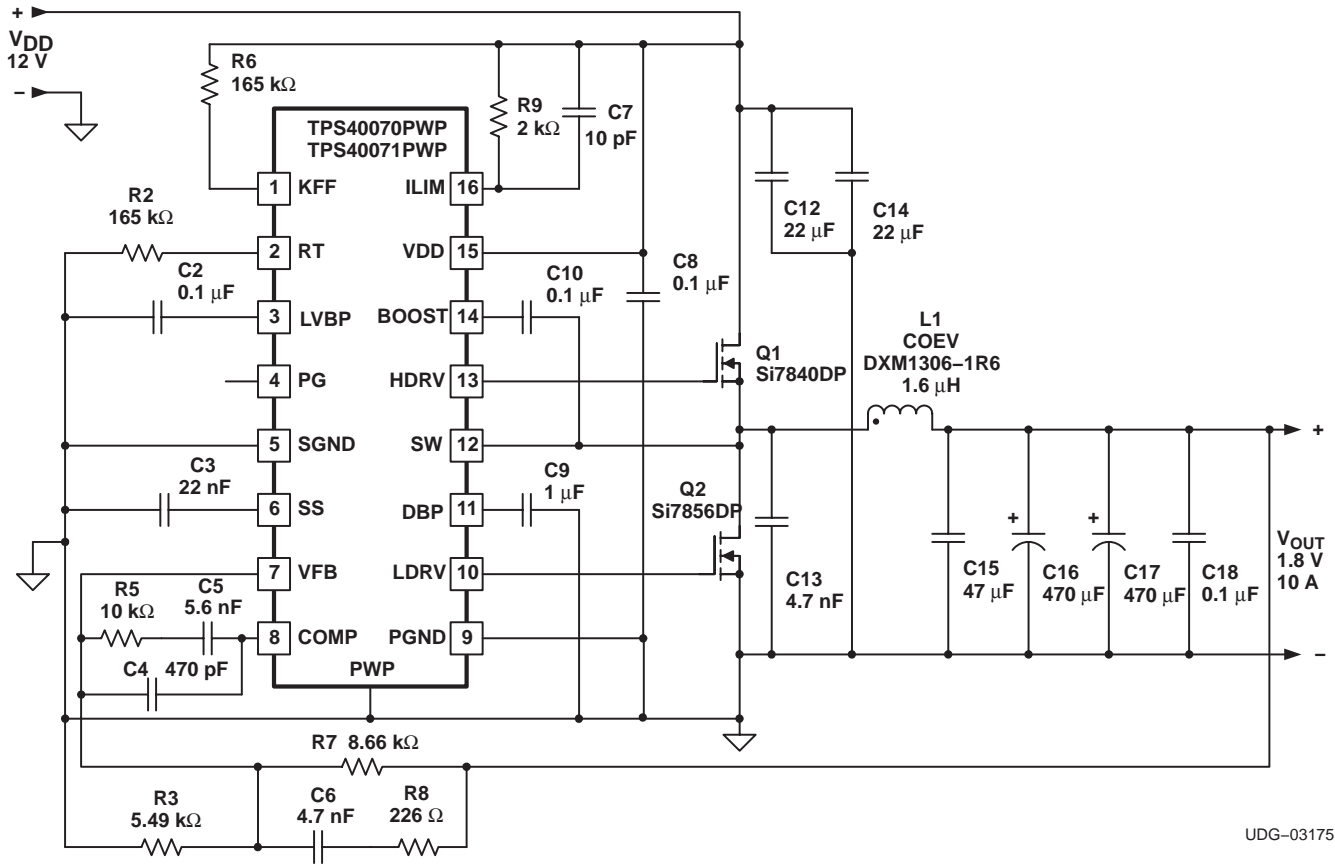 +
VDD
12 V
–
R6
165 kΩ
R9
2 kΩ
C7
10 pF
TPS40070PWP
TPS40071PWP
1 KFF
ILIM 16
R2
165 kΩ
2 RT
VDD 15
C12
22 µF
C14
22 µF
C2
0.1 µF
C10
0.1 µF
C8
0.1 µF
3 LVBP
BOOST 14
L1
COEV
DXM1306–1R6
1.6 µH
Q1
Si7840DP
4 PG
HDRV 13
5 SGND
SW 12
+
C3
22 nF
C9
1 µF
Q2
Si7856DP
6 SS
DBP 11
+
+
VOUT
1.8 V
10 A
7 VFB
LDRV 10
C13
4.7 nF
C15
47 µF
C16
470 µF
C17
470 µF
C18
0.1 µF
R5
10 kΩ
C5
5.6 nF
8 COMP
PGND 9
–
C4
470 pF
PWP
R7 8.66 kΩ
R3
5.49 kΩ
C6
4.7 nF
R8
226 Ω
UDG–03175